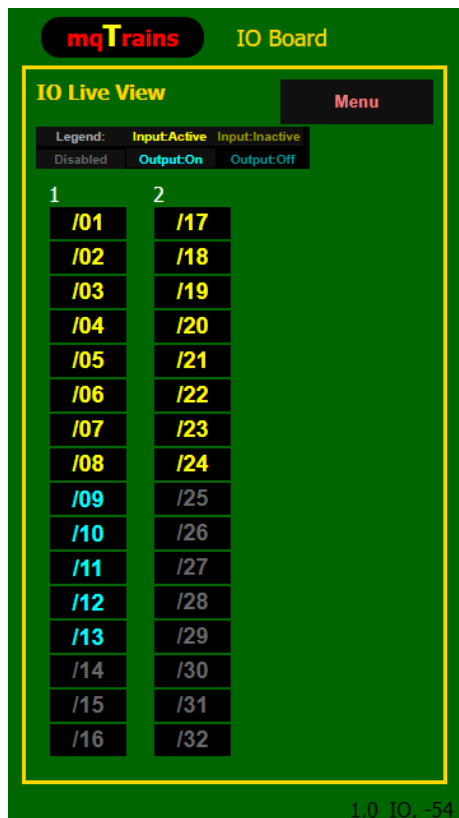 mqTrains IO Board
IO Live View
Menu
Legend: Input:Active Input:Inactive
Disabled Output:On Output:Off
1 2
/01 /17
/02 /18
/03 /19
/04 /20
/05 /21
/06 /22
/07 /23
/08 /24
/09 /25
/10 /26
/11 /27
/12 /28
/13 /29
/14 /30
/15 /31
/16 /32
1.0 IO, -54